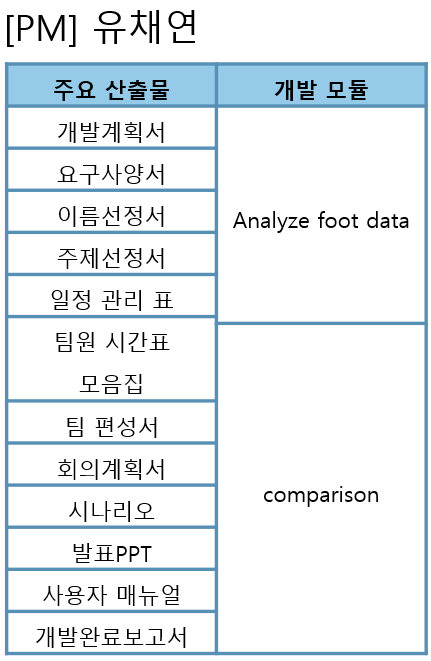 [PM] 유채연
주요 산출물
개발 모듈
개발계획서
요구사양서
이름선정서
주제선정서
일정 관리 표
Analyze foot data
팀원 시간표
모음집
팀 편성서
회의계획서
시나리오
발표PPT
사용자 매뉴얼
개발완료보고서
comparison